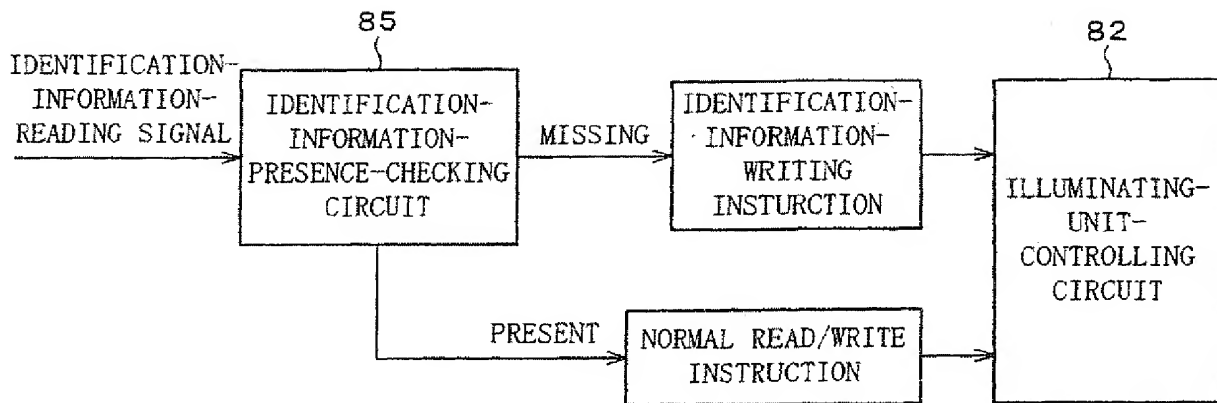 85
82
IDENTIFICATION-
INFORMATION-
READING SIGNAL
IDENTIFICATION-
INFORMATION-
PRESENCE-CHECKING
CIRCUIT
MISSING
IDENTIFICATION-
INFORMATION-
WRITING
INSTURCTION
ILLUMINATING-
UNIT-
CONTROLLING
CIRCUIT
PRESENT
NORMAL READ/WRITE
INSTRUCTION